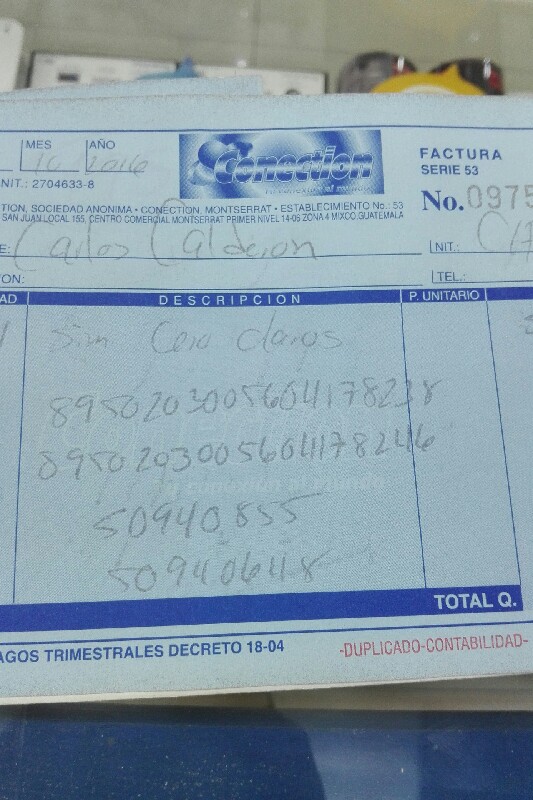 MES AÑO
10 2016
NIT.: 2704633-8
Conection
FACTURA
SERIE 53
No. 0975
TION, SOCIEDAD ANONIMA • CONECTION, MONTSERRAT • ESTABLECIMIENTO No.: 53
SAN JUAN LOCAL 155, CENTRO COMERCIAL MONTSERRAT PRIMER NIVEL 14-06 ZONA 4 MIXCO, GUATEMALA
E: Carlos Calderon NIT.: C/F
ON: TEL.:
AD DESCRIPCION P. UNITARIO
Sim Cero claros
8950203005604178238
8950203005604178246
50940855
50940648
TOTAL Q.
AGOS TRIMESTRALES DECRETO 18-04
-DUPLICADO-CONTABILIDAD-